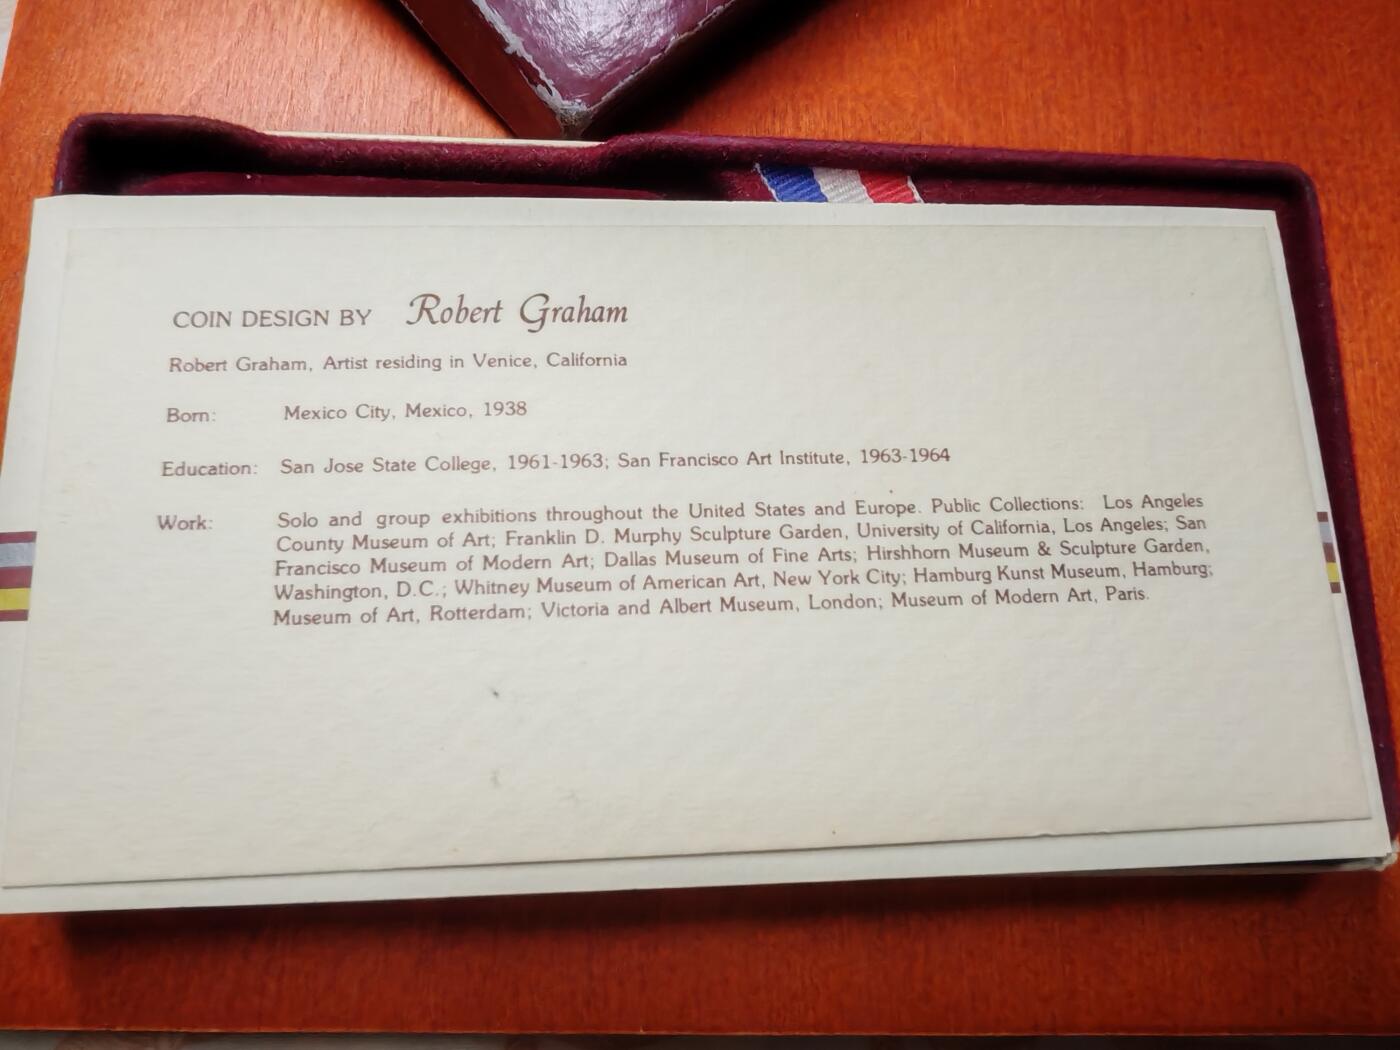 COIN DESIGN BY Robert Graham
Robert Graham, Artist residing in Venice, California
Born: Mexico City, Mexico, 1938
Education: San Jose State College, 1961-1963; San Francisco Art Institute, 1963-1964
Work: Solo and group exhibitions throughout the United States and Europe. Public Collections: Los Angeles
County Museum of Art; Franklin D. Murphy Sculpture Garden, University of California, Los Angeles; San
Francisco Museum of Modern Art; Dallas Museum of Fine Arts; Hirshhorn Museum & Sculpture Garden,
Washington, D.C.; Whitney Museum of American Art, New York City; Hamburg Kunst Museum, Hamburg;
Museum of Art, Rotterdam; Victoria and Albert Museum, London; Museum of Modern Art, Paris.